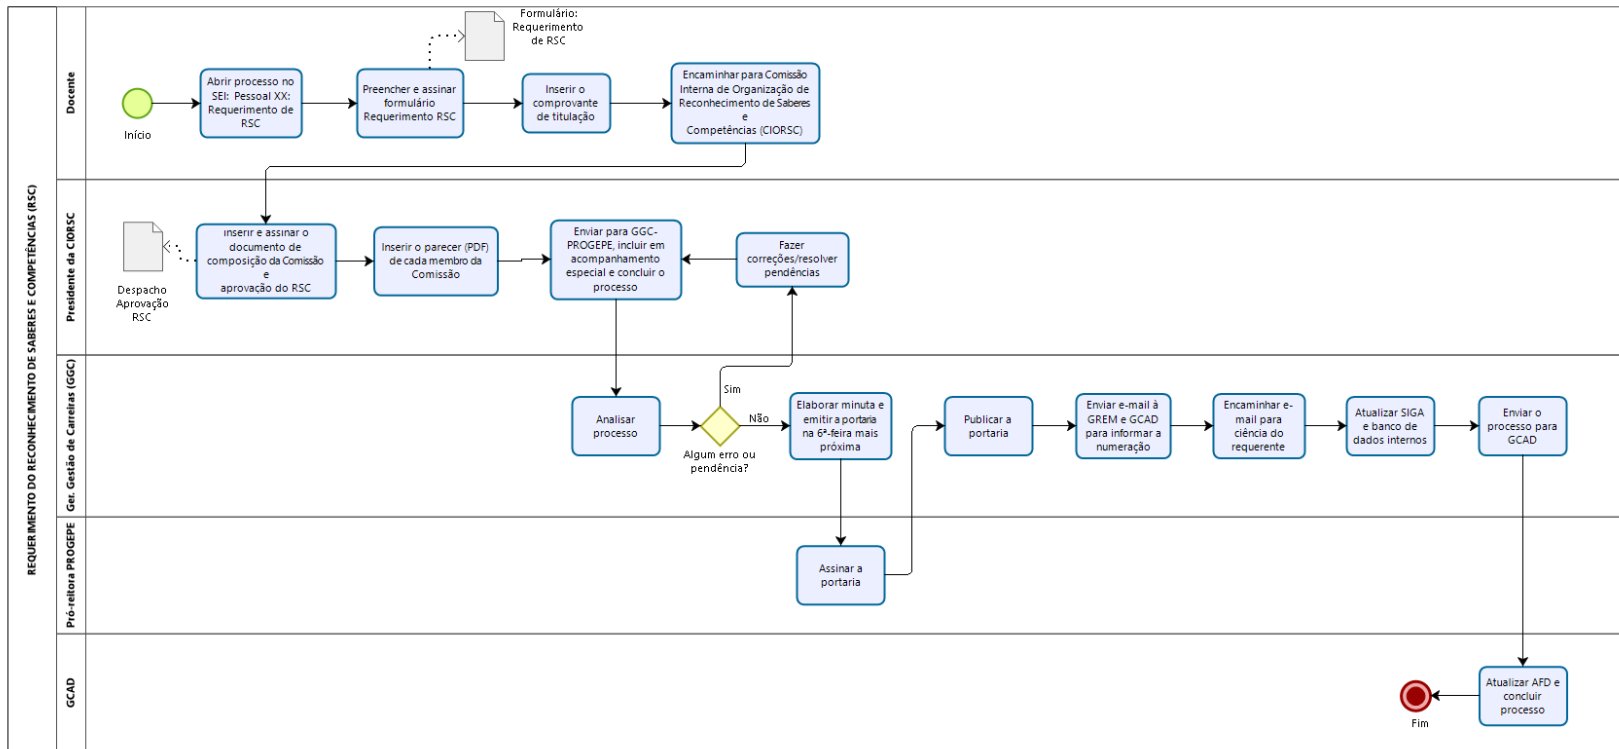 REQUERIMENTO DO RECONHECIMENTO DE SABERES E COMPETÊNCIAS (RSC)
Docente
Início
Abrir processo no
SEI: Pessoal XX:
Requerimento de
RSC
Preencher e assinar
formulário
Requerimento RSC
Formulário:
Requerimento
de RSC
Inserir o
comprovante
de titulação
Encaminhar para Comissão
Interna de Organização de
Reconhecimento de Saberes
e
Competências (CIORSC)
Presidente da CIORSC
Despacho
Aprovação
RSC
Inserir e assinar o
documento de
composição da Comissão
e
aprovação do RSC
Inserir o parecer (PDF)
de cada membro da
Comissão
Enviar para GGC-
PROGEPE, incluir em
acompanhamento
especial e concluir o
processo
Fazer
correções/resolver
pendências
Ger. Gestão de Carreiras (GGC)
Analisar
processo
Algum erro ou
pendência?
Sim
Não
Elaborar minuta e
emitir a portaria
na 6ª-feira mais
próxima
Publicar a
portaria
Enviar e-mail à
GREM e GCAD
para informar a
numeração
Encaminhar e-
mail para
ciência do
requerente
Atualizar SIGA
e banco de
dados internos
Enviar o
processo para
GCAD
Pró-reitora PROGEPE
Assinar a
portaria
GCAD
Fim
Atualizar AFD e
concluir
processo